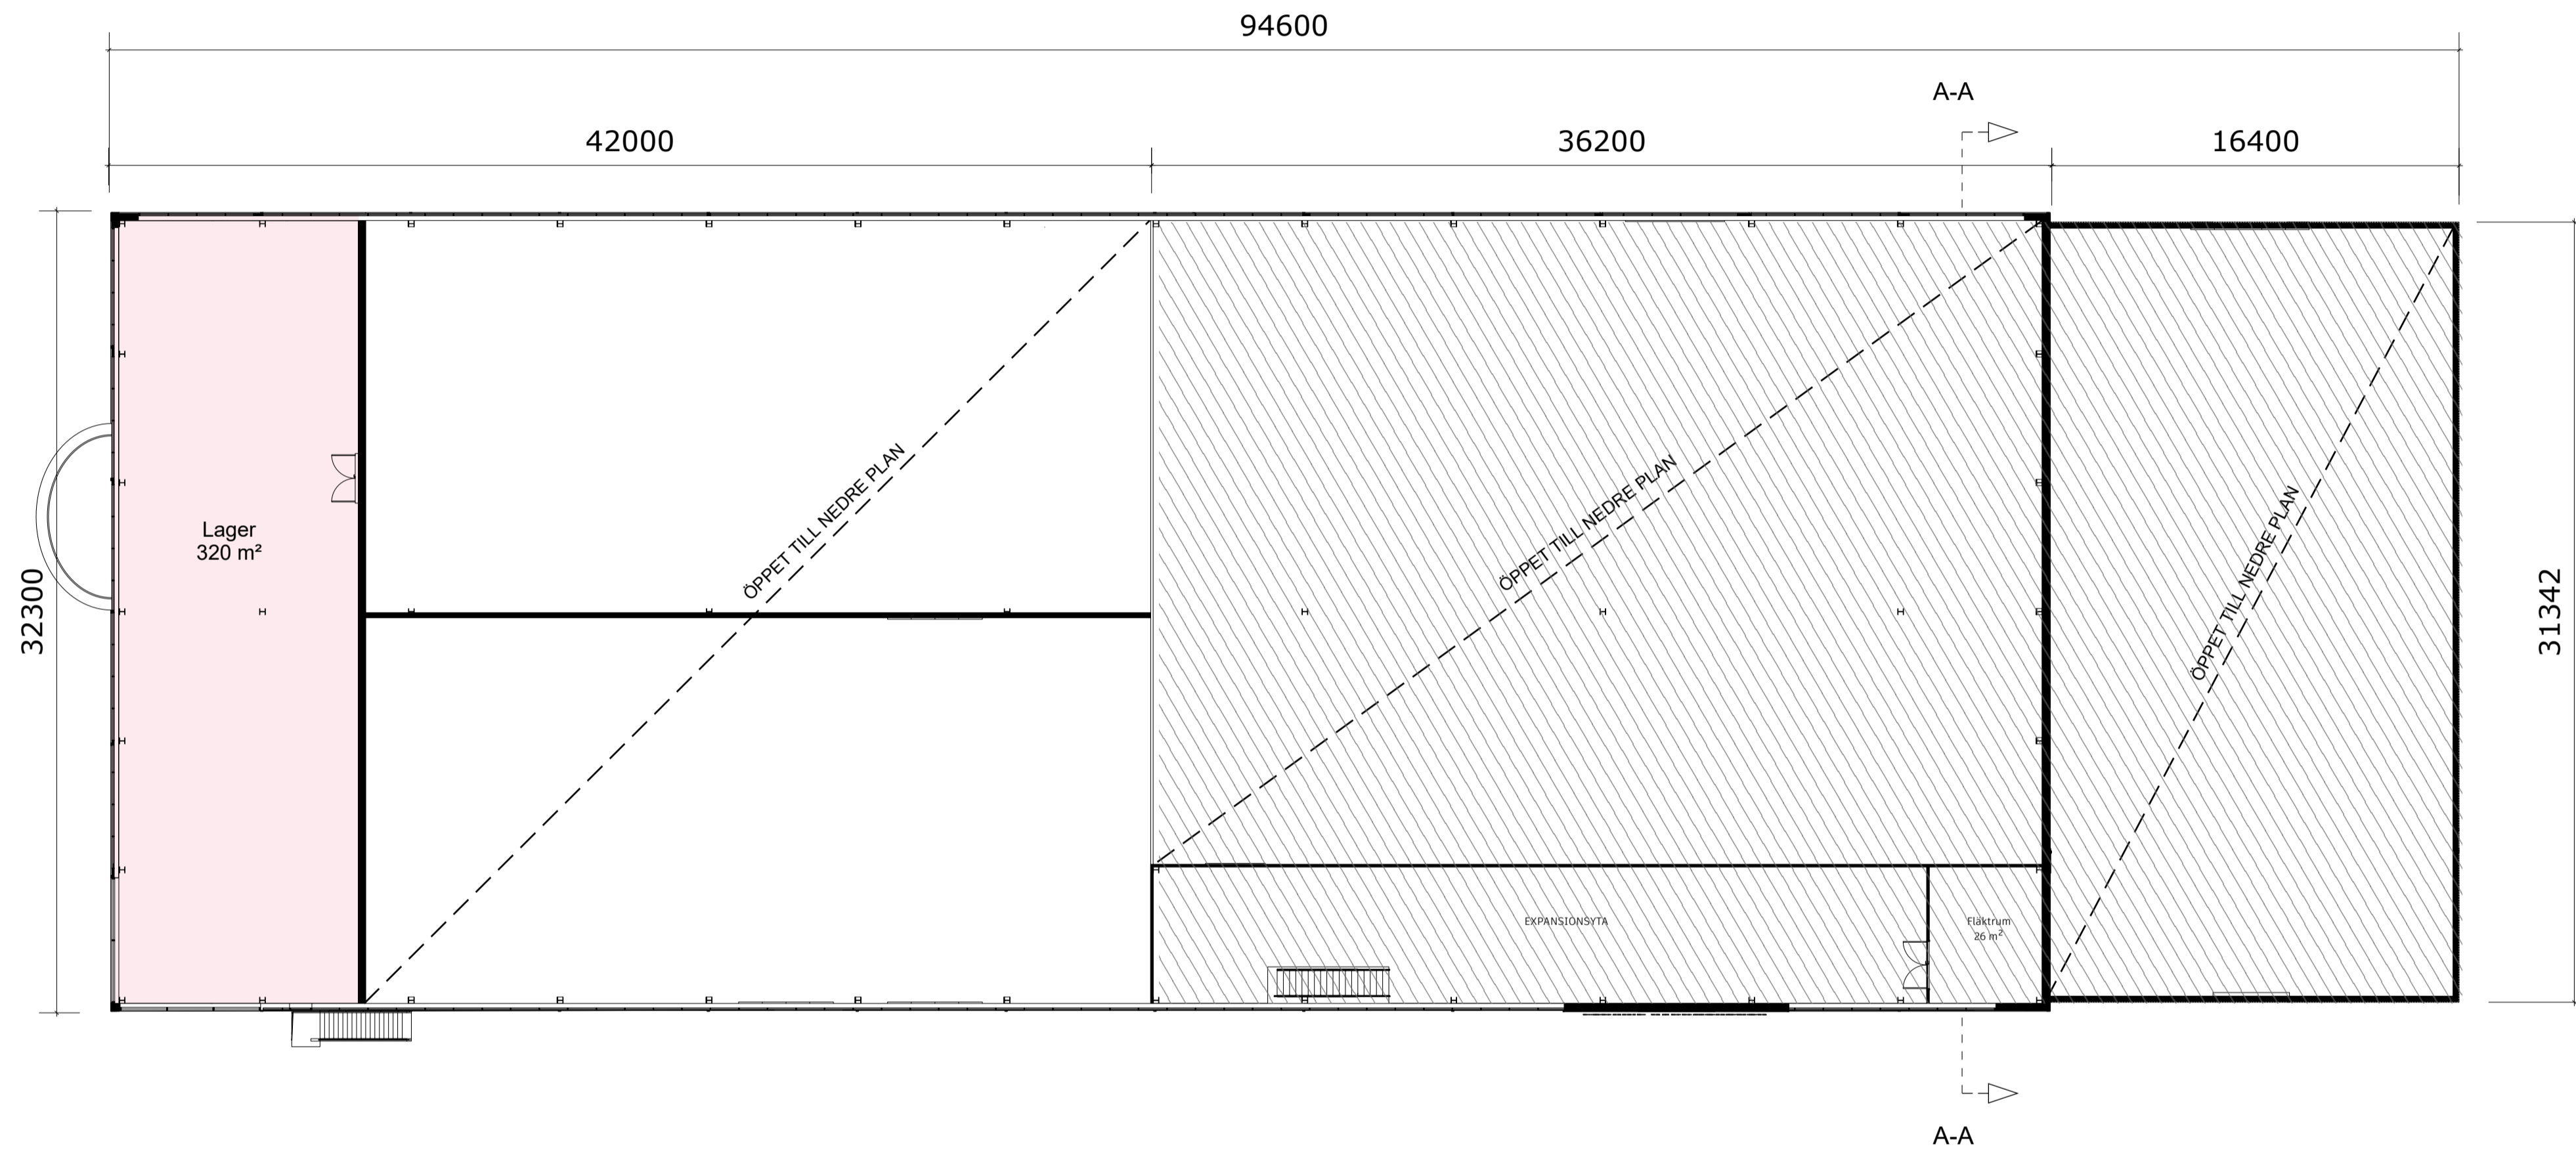 94600
A-A
42000
36200
16400
ÖPPET TILL NEDRE PLAN
ÖPPET TILL NEDRE PLAN
ÖPPET TILL NEDRE PLAN
Lager
320 m²
32300
31342
EXPANSIONSYTA
Fläktrum
26 m²
A-A